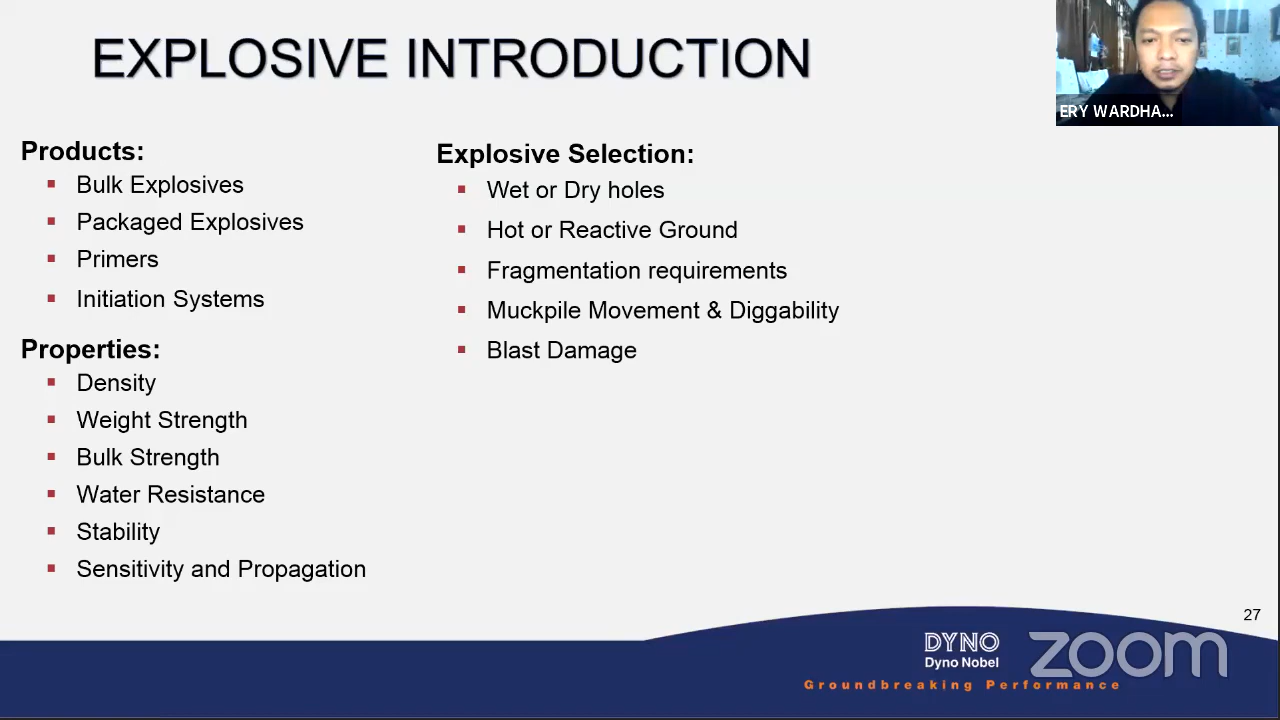 EXPLOSIVE INTRODUCTION
ERY WARDHA...
Products:
Bulk Explosives
Packaged Explosives
Primers
Initiation Systems
Properties:
Density
Weight Strength
Bulk Strength
Water Resistance
Stability
Sensitivity and Propagation
Explosive Selection:
Wet or Dry holes
Hot or Reactive Ground
Fragmentation requirements
Muckpile Movement & Diggability
Blast Damage
27
DYNO
Dyno Nobel
zoom
Groundbreaking Performance